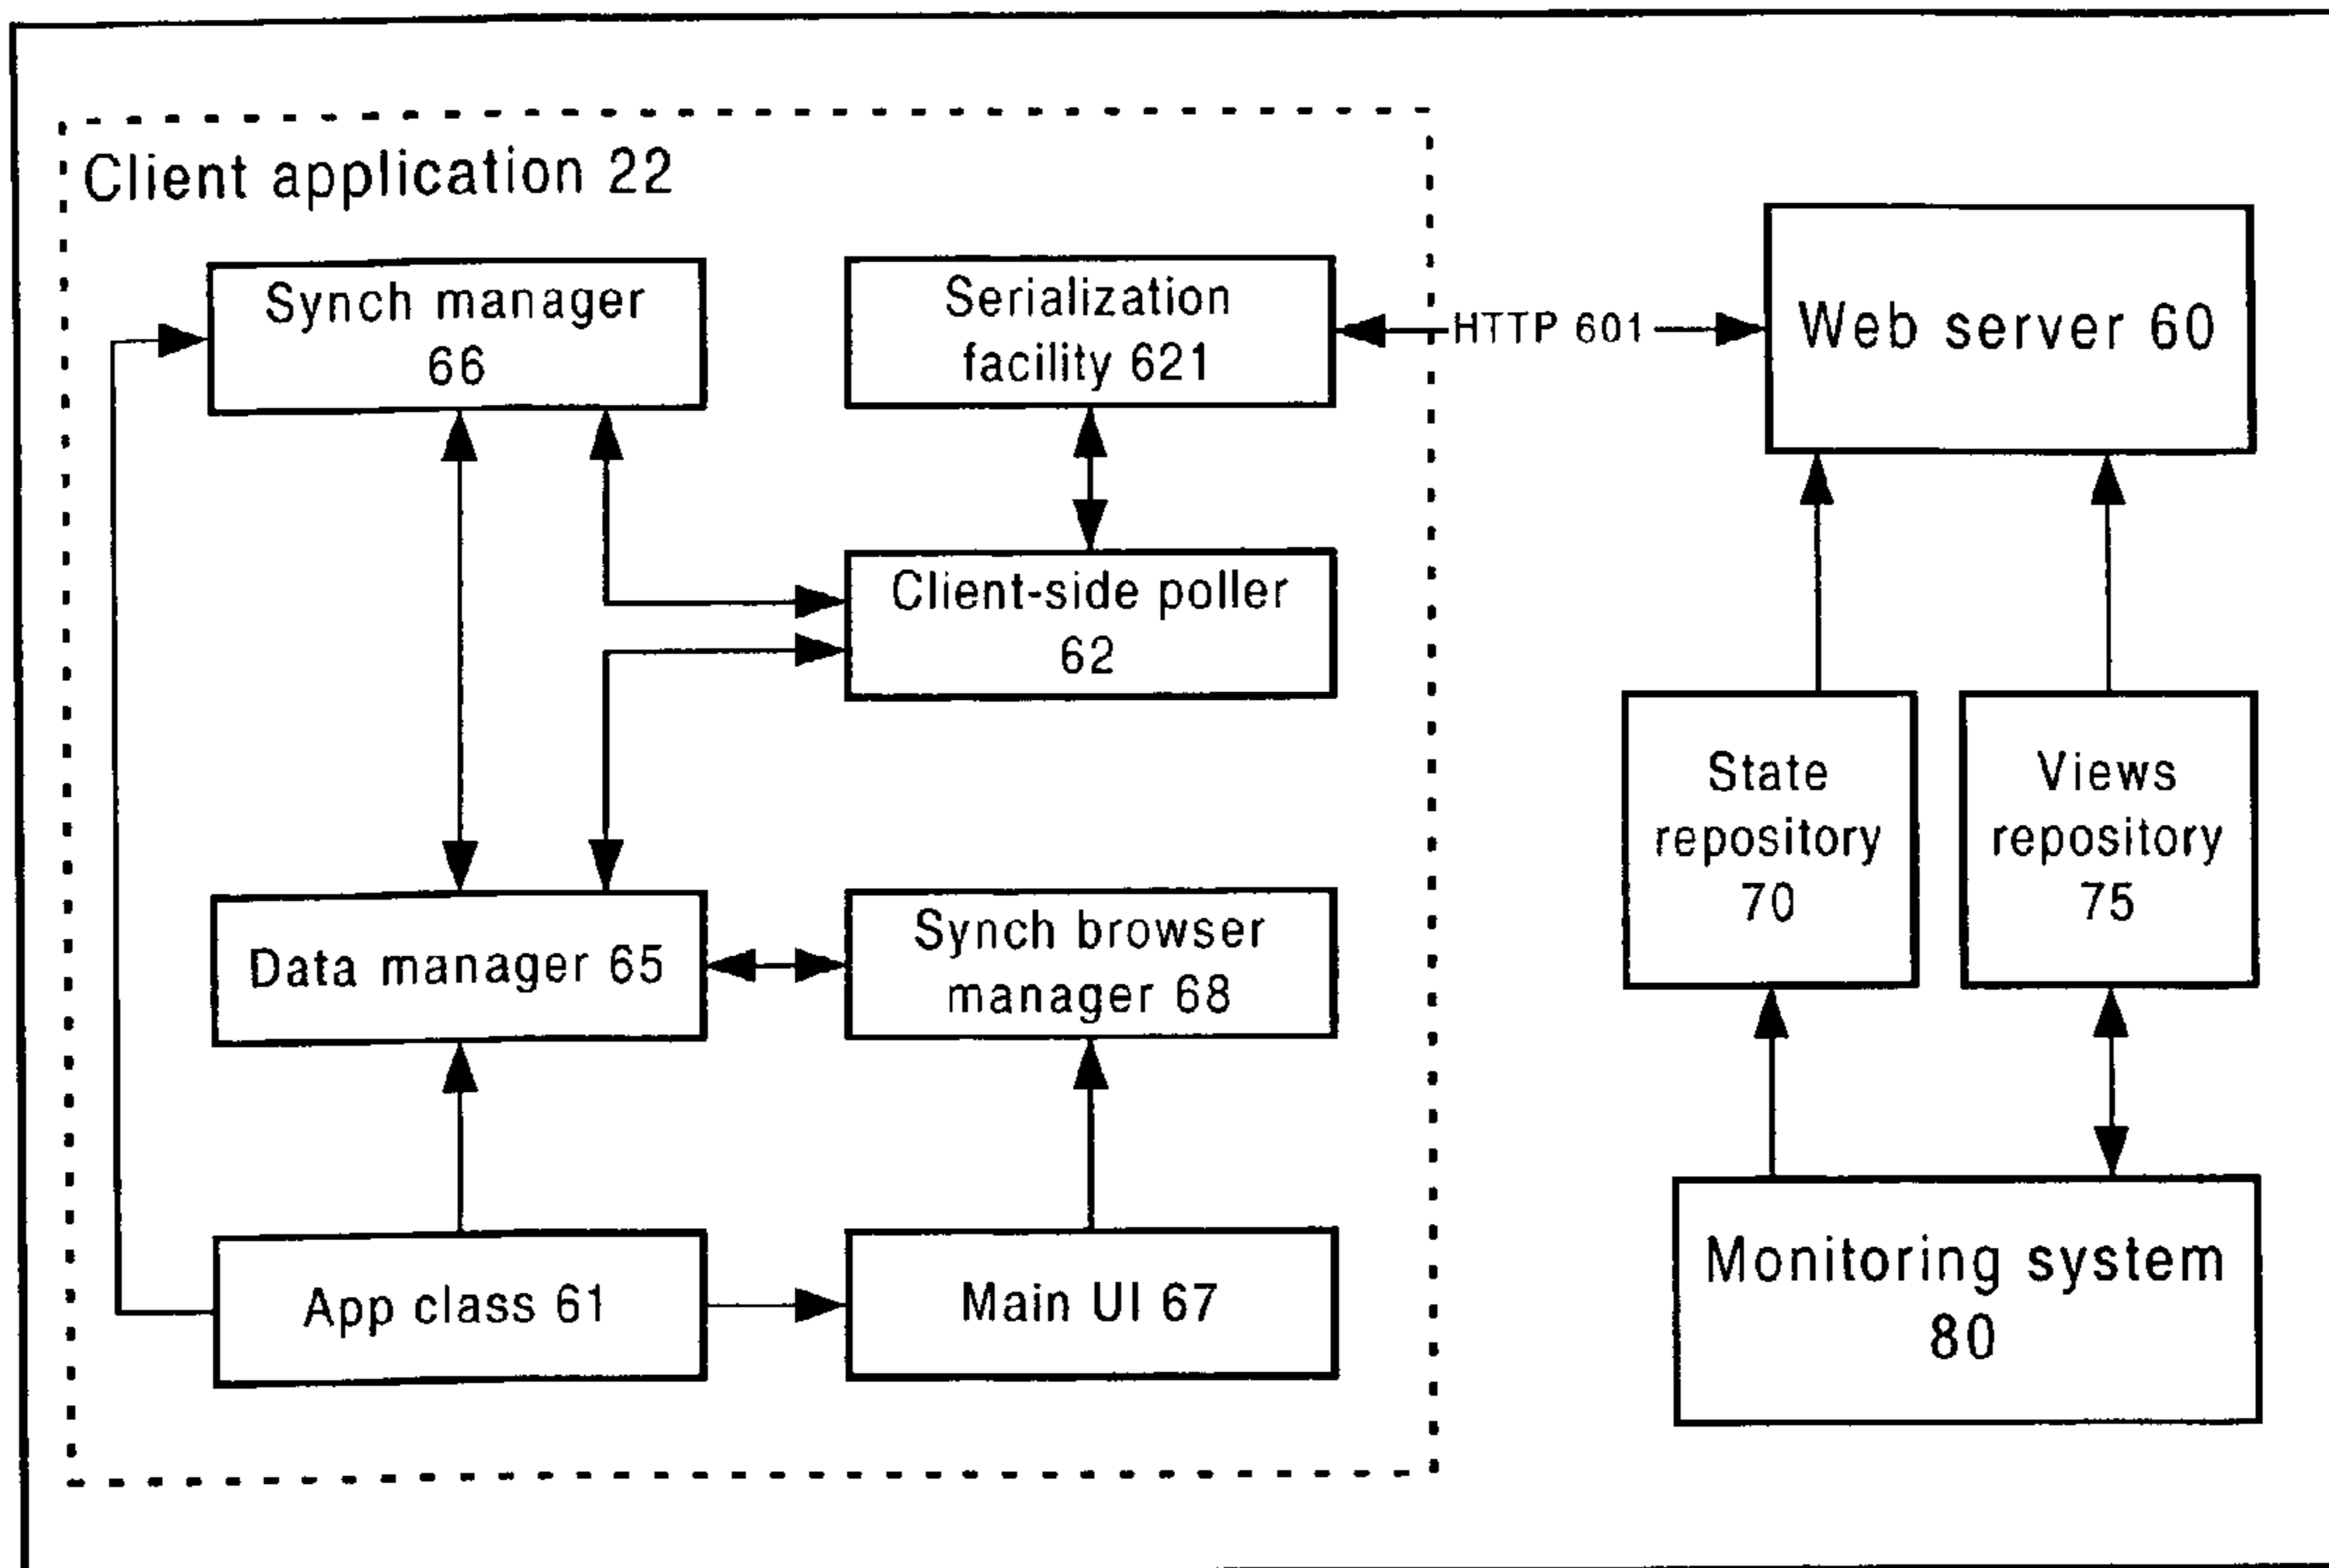 Client application 22
Synch manager
66
Serialization
facility 621
HTTP 601
Web server 60
Client-side poller
62
State
repository
70
Views
repository
75
Data manager 65
Synch browser
manager 68
App class 61
Main UI 67
Monitoring system
80